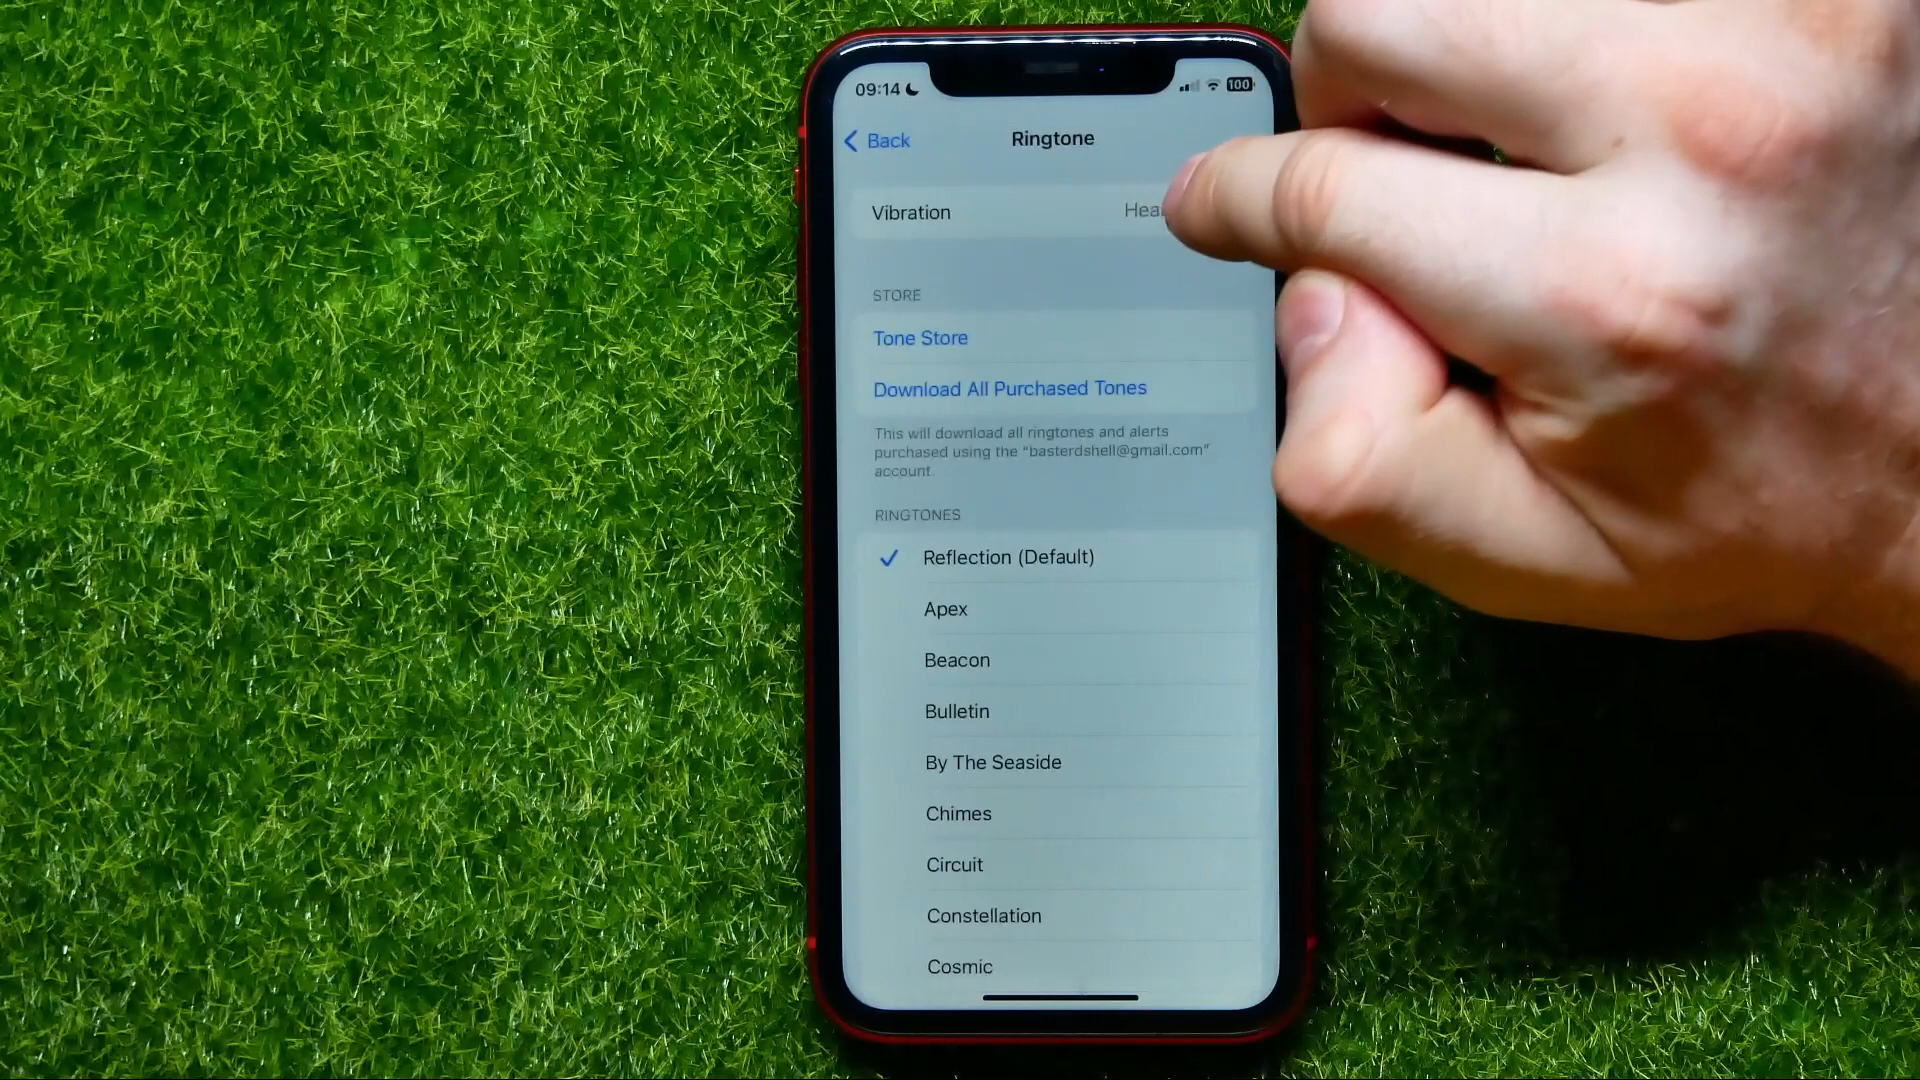 09:14
100
Back
Ringtone
Vibration
STORE
Tone Store
Download All Purchased Tones
This will download all ringtones and alerts
purchased using the “basterdshell@gmail.com”
account.
RINGTONES
Reflection (Default)
Apex
Beacon
Bulletin
By The Seaside
Chimes
Circuit
Constellation
Cosmic